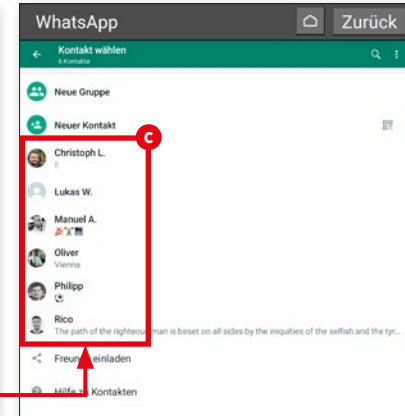 WhatsApp Zurück
Kontakt wählen
6 Kontakte
Neue Gruppe
Neuer Kontakt
C
Christoph L.
Lukas W.
Manuel A.
Oliver
Vienna
Philipp
Rico
The path of the righteous man is beset on all sides by the iniquities of the selfish and the tyr...
Freunde einladen
Hilfe zu Kontakten